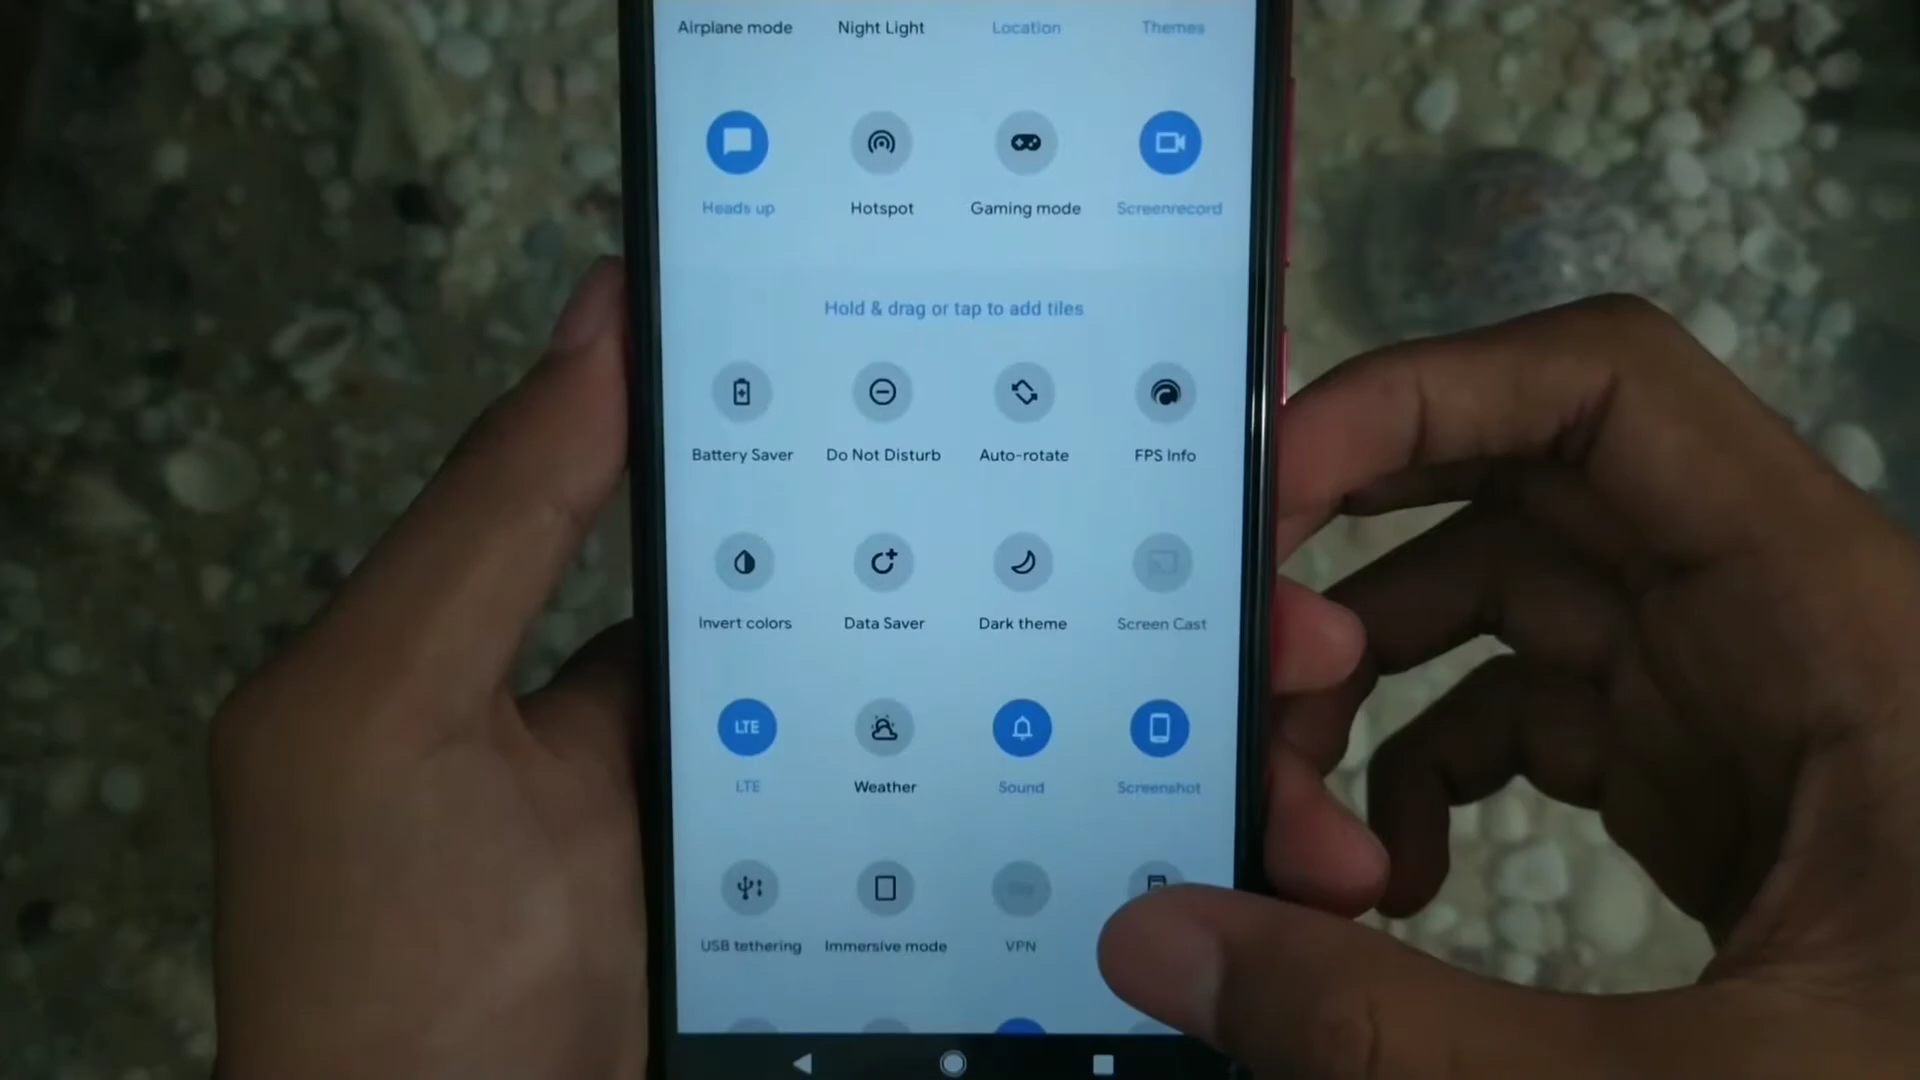 Airplane mode Night Light Location Themes
Heads up Hotspot Gaming mode Screenrecord
Hold & drag or tap to add tiles
Battery Saver Do Not Disturb Auto-rotate FPS Info
Invert colors Data Saver Dark theme Screen Cast
LTE
LTE Weather Sound Screenshot
USB tethering Immersive mode VPN